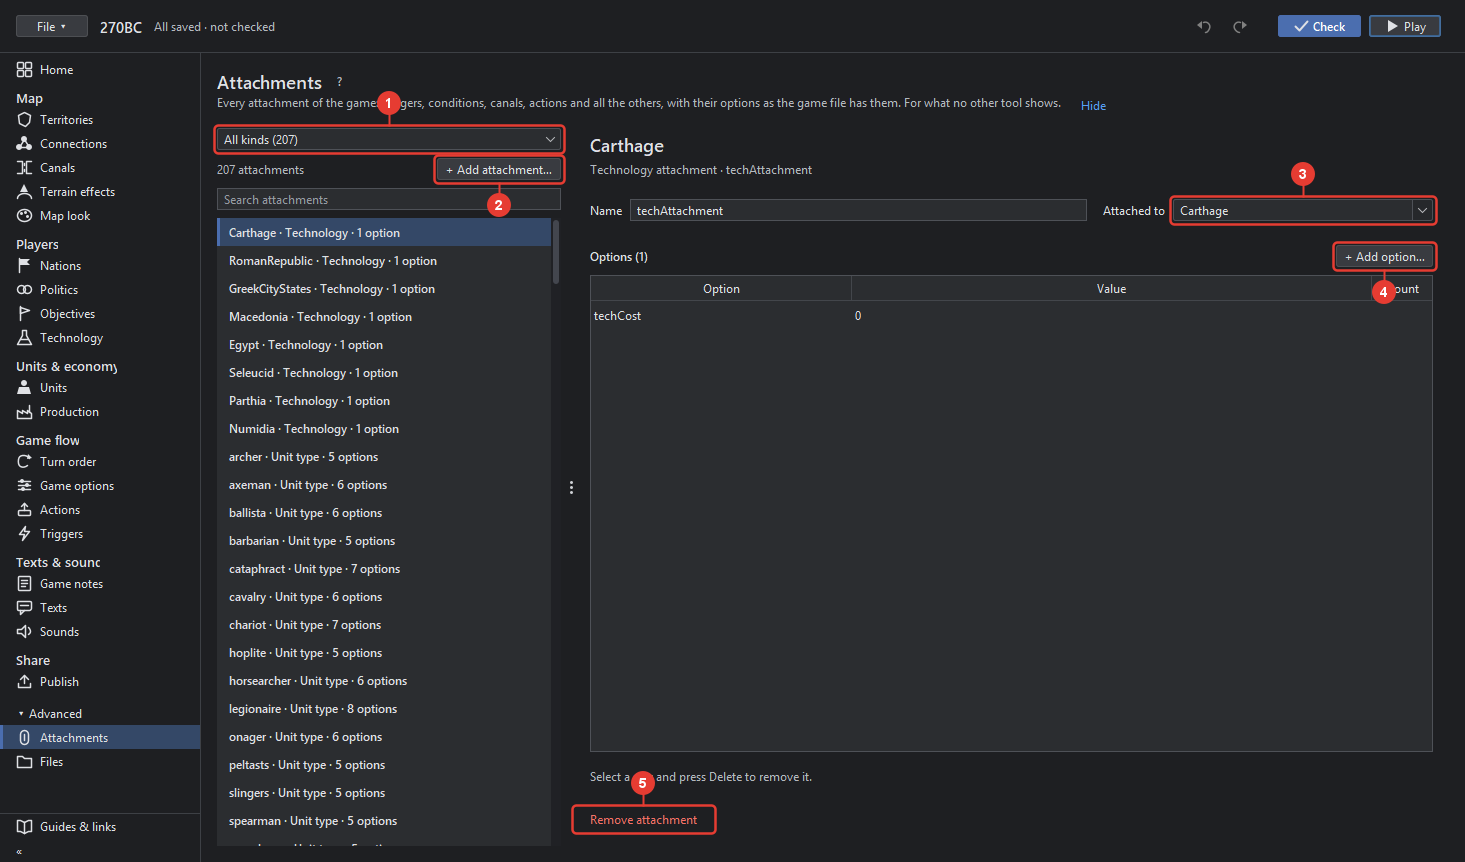 File
270BC
All saved · not checked
Check
Play
Home
Map
Territories
Connections
Canals
Terrain effects
Map look
Players
Nations
Politics
Objectives
Technology
Units & economy
Units
Production
Game flow
Turn order
Game options
Actions
Triggers
Texts & sound
Game notes
Texts
Sounds
Share
Publish
Advanced
Attachments
Files
Guides & links
«
Attachments ?
Every attachment of the game: gers, conditions, canals, actions and all the others, with their options as the game file has them. For what no other tool shows. Hide
1
All kinds (207)
207 attachments
+ Add attachment...
2
Search attachments
Carthage · Technology · 1 option
RomanRepublic · Technology · 1 option
GreekCityStates · Technology · 1 option
Macedonia · Technology · 1 option
Egypt · Technology · 1 option
Seleucid · Technology · 1 option
Parthia · Technology · 1 option
Numidia · Technology · 1 option
archer · Unit type · 5 options
axeman · Unit type · 6 options
ballista · Unit type · 6 options
barbarian · Unit type · 5 options
cataphract · Unit type · 7 options
cavalry · Unit type · 6 options
chariot · Unit type · 7 options
hoplite · Unit type · 5 options
horsearcher · Unit type · 6 options
legionaire · Unit type · 8 options
onager · Unit type · 6 options
peltasts · Unit type · 5 options
slingers · Unit type · 5 options
spearman · Unit type · 5 options
Carthage
Technology attachment · techAttachment
3
Name techAttachment Attached to Carthage
Options (1)
+ Add option...
4
Option Value ount
techCost 0
Select a and press Delete to remove it.
5
Remove attachment